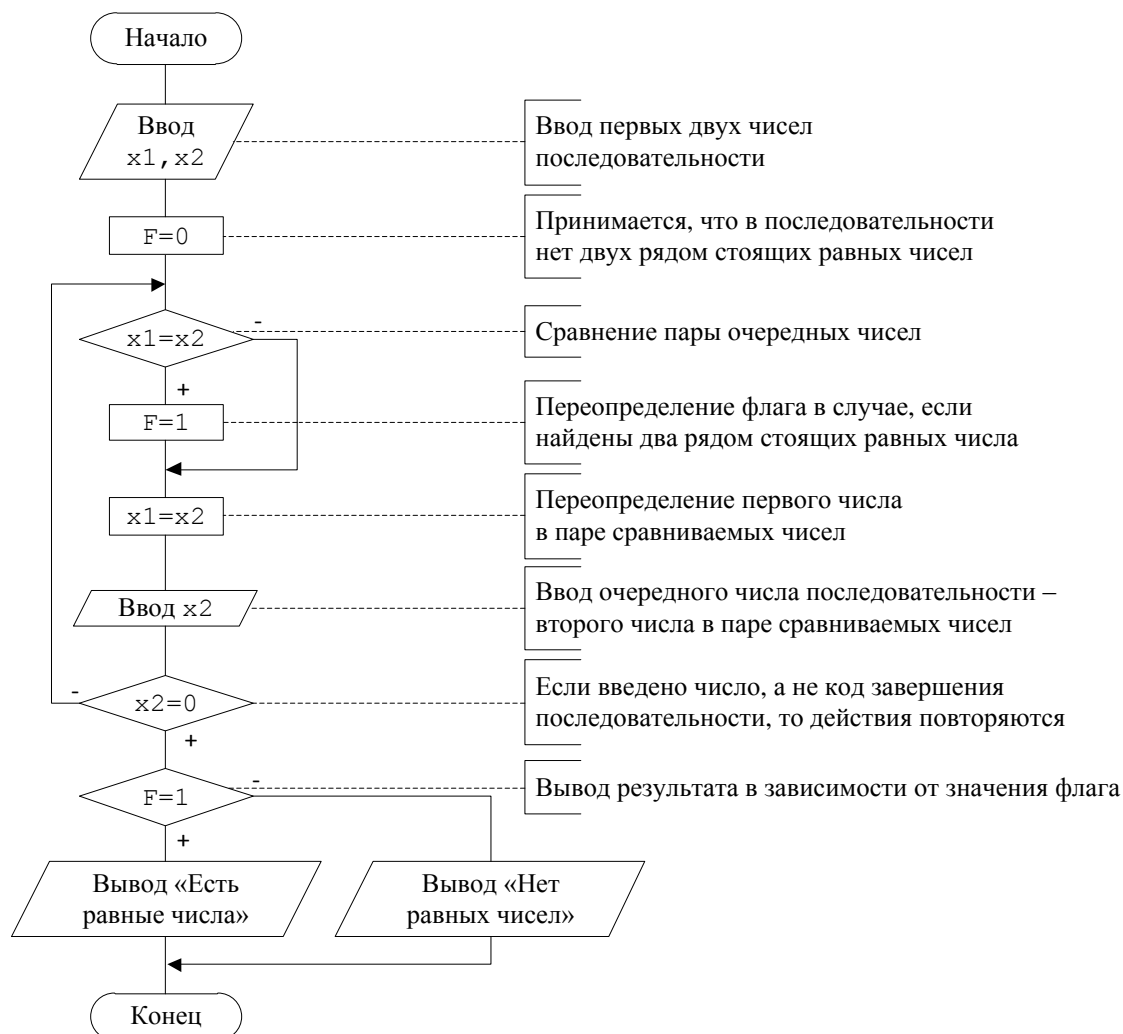 Начало
Ввод
x1,x2
Ввод первых двух чисел
последовательности
F=0
Принимается, что в последовательности
нет двух рядом стоящих равных чисел
x1=x2
-
Сравнение пары очередных чисел
+
F=1
Переопределение флага в случае, если
найдены два рядом стоящих равных числа
x1=x2
Переопределение первого числа
в паре сравниваемых чисел
Ввод x2
Ввод очередного числа последовательности –
второго числа в паре сравниваемых чисел
-
x2=0
Если введено число, а не код завершения
последовательности, то действия повторяются
+
F=1
-
Вывод результата в зависимости от значения флага
+
Вывод «Есть
равные числа»
Вывод «Нет
равных чисел»
Конец